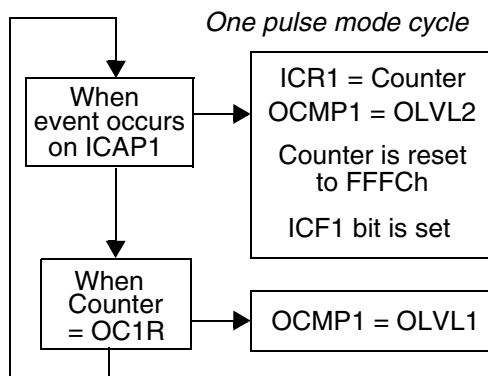 One pulse mode cycle
When
event occurs
on ICAP1
ICR1 = Counter
OCMP1 = OLVL2
Counter is reset
to FFFCh
ICF1 bit is set
When
Counter
= OC1R
OCMP1 = OLVL1